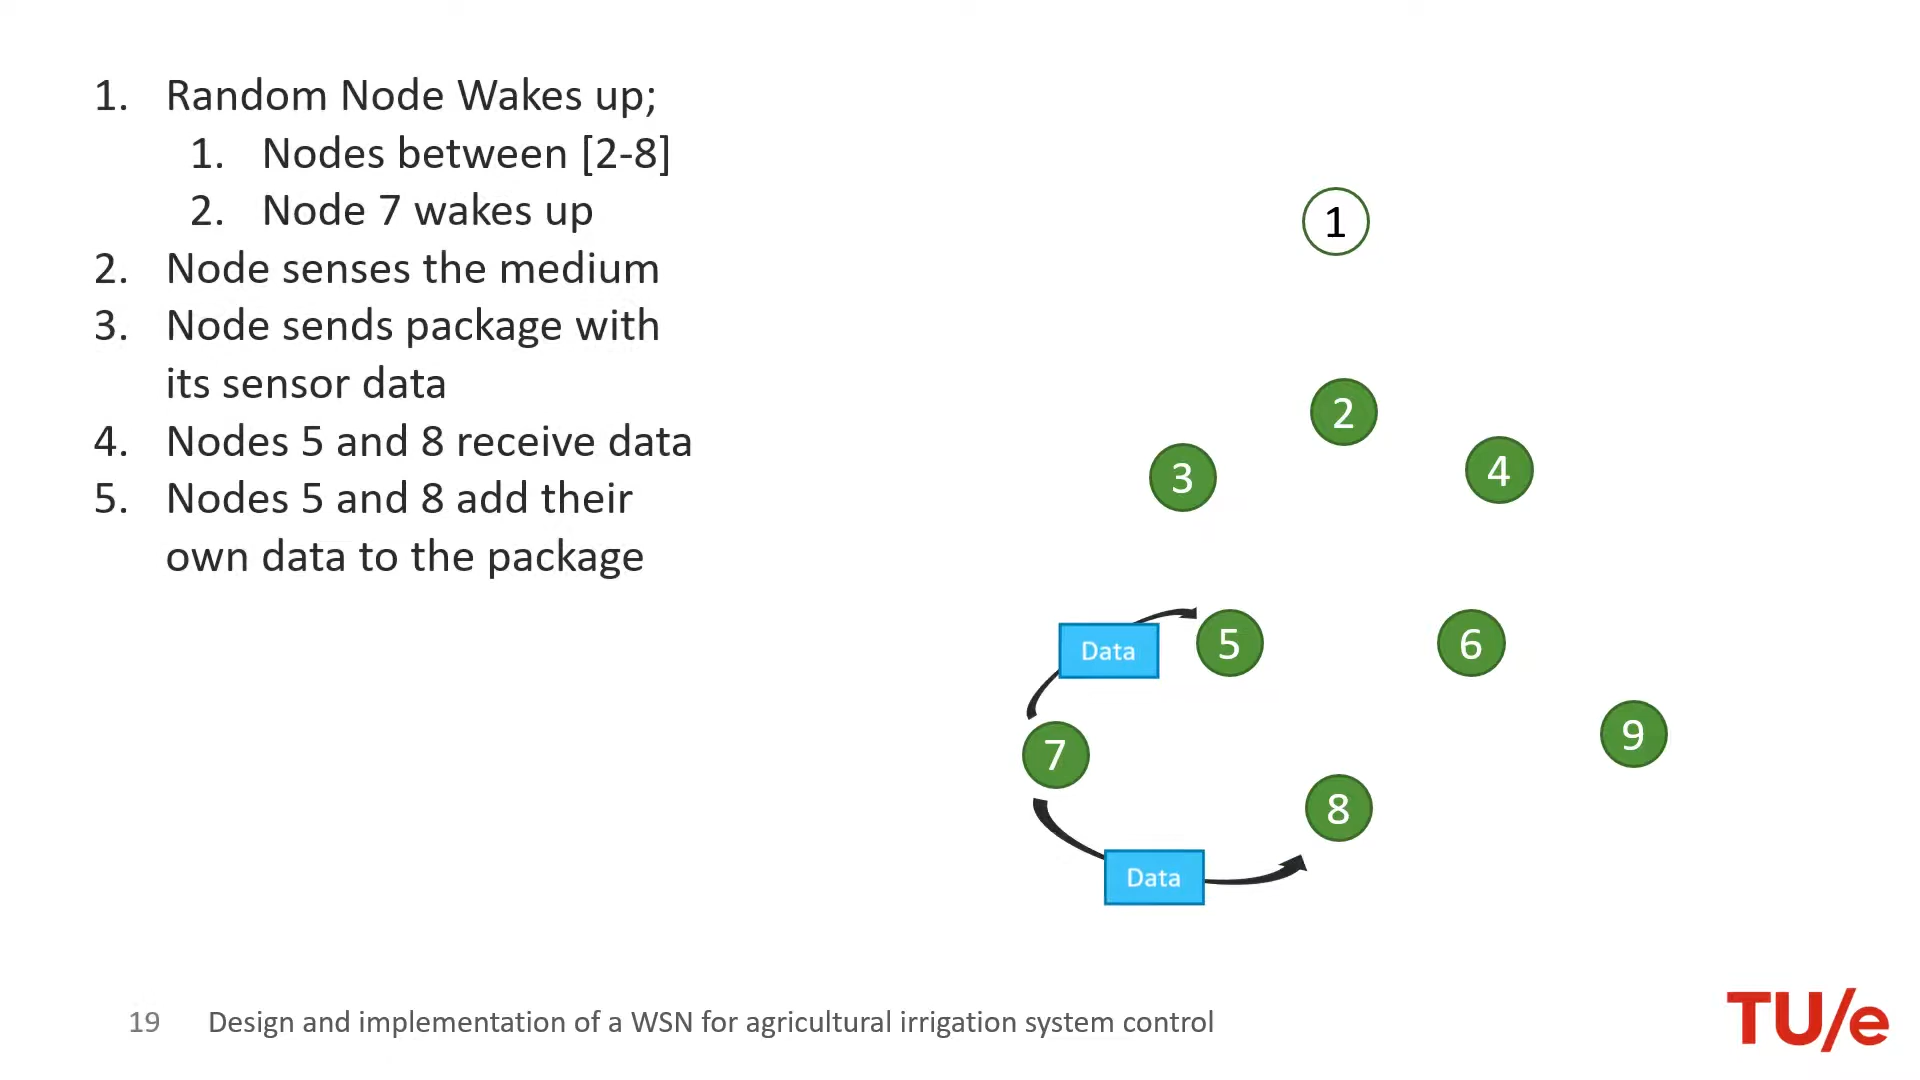 1. Random Node Wakes up;
1. Nodes between [2-8]
2. Node 7 wakes up
2. Node senses the medium
3. Node sends package with
its sensor data
4. Nodes 5 and 8 receive data
5. Nodes 5 and 8 add their
own data to the package
1
2
3
4
5
6
7
8
9
Data
Data
19 Design and implementation of a WSN for agricultural irrigation system control
TU/e